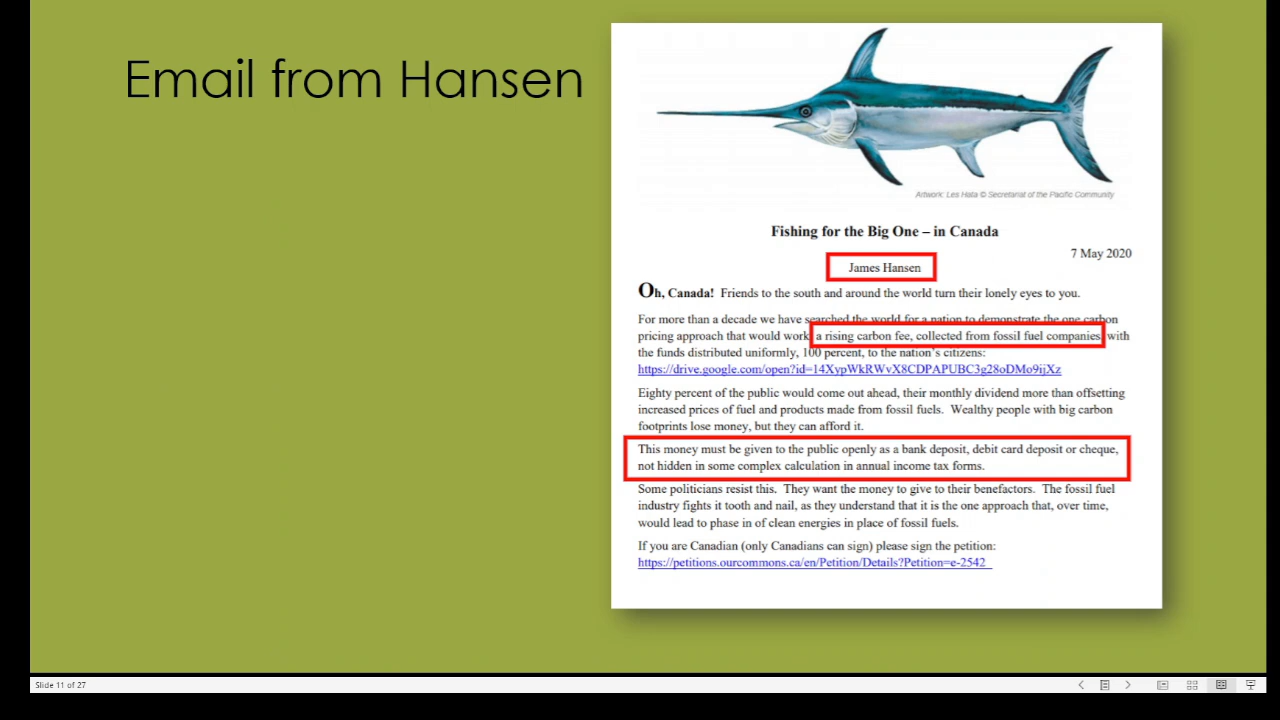 Email from Hansen
Artwork: Les Hata © Secretariat of the Pacific Community
Fishing for the Big One – in Canada
7 May 2020
James Hansen
Oh, Canada! Friends to the south and around the world turn their lonely eyes to you.
For more than a decade we have searched the world for a nation to demonstrate the one carbon
pricing approach that would work a rising carbon fee, collected from fossil fuel companies, with
the funds distributed uniformly, 100 percent, to the nation's citizens:
https://drive.google.com/open?id=14XypWkRWvX8CDPAPUBC3g28oDMo9ijXz
Eighty percent of the public would come out ahead, their monthly dividend more than offsetting
increased prices of fuel and products made from fossil fuels. Wealthy people with big carbon
footprints lose money, but they can afford it.
This money must be given to the public openly as a bank deposit, debit card deposit or cheque,
not hidden in some complex calculation in annual income tax forms.
Some politicians resist this. They want the money to give to their benefactors. The fossil fuel
industry fights it tooth and nail, as they understand that it is the one approach that, over time,
would lead to phase in of clean energies in place of fossil fuels.
If you are Canadian (only Canadians can sign) please sign the petition:
https://petitions.ourcommons.ca/en/Petition/Details?Petition=e-2542
Slide 11 of 27